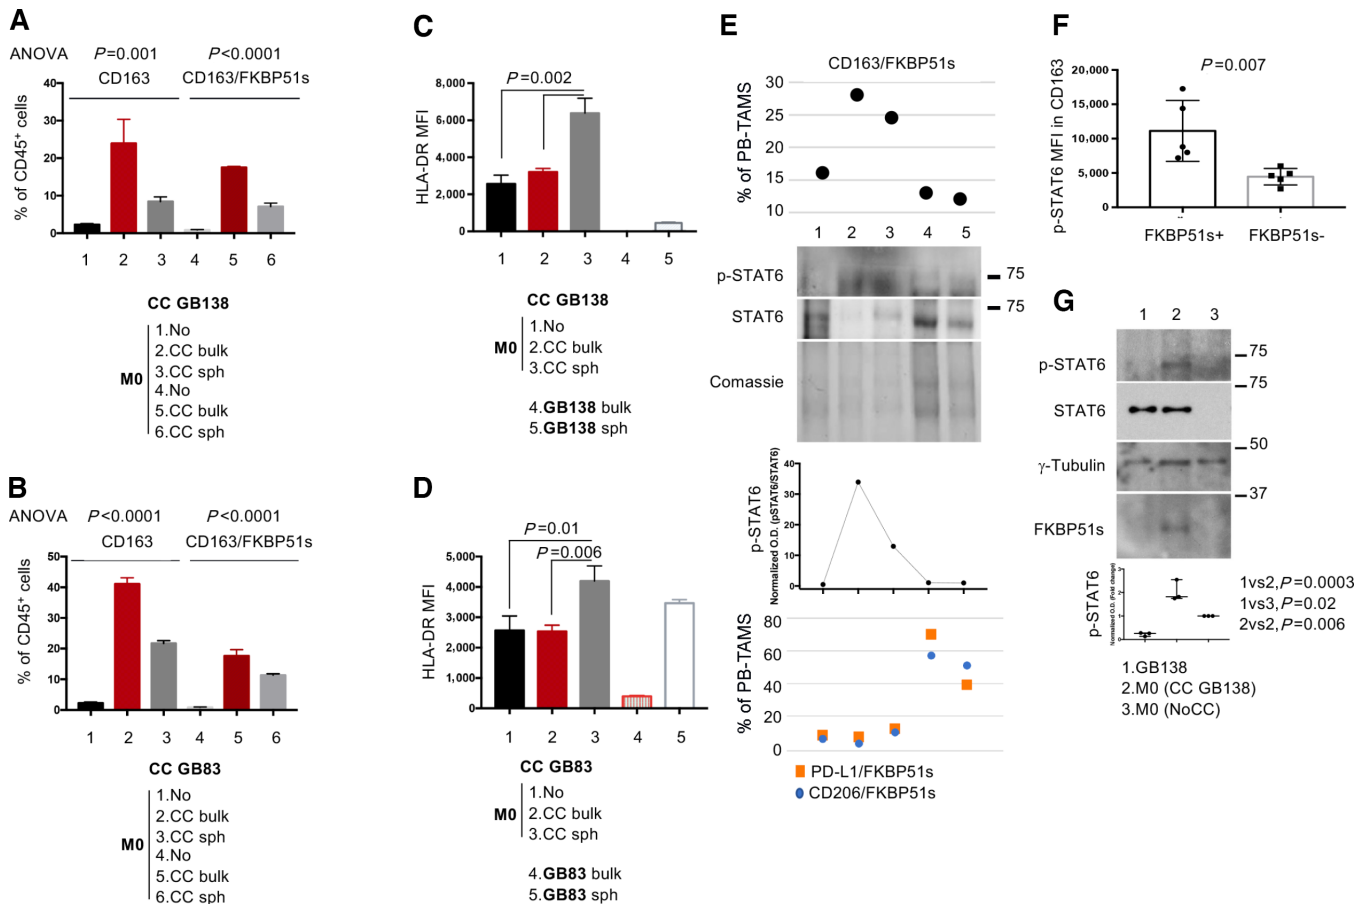 A
ANOVA P=0.001 P<0.0001
CD163 CD163/FKBP51s
% of CD45+ cells
40
30
20
10
0
1 2 3 4 5 6
CC GB138
M0
1.No
2.CC bulk
3.CC sph
4.No
5.CC bulk
6.CC sph
B
ANOVA P<0.0001 P<0.0001
CD163 CD163/FKBP51s
% of CD45+ cells
50
40
30
20
10
0
1 2 3 4 5 6
CC GB83
M0
1.No
2.CC bulk
3.CC sph
4.No
5.CC bulk
6.CC sph
C
P=0.002
HLA-DR MFI
8,000
6,000
4,000
2,000
0
1 2 3 4 5
CC GB138
M0
1.No
2.CC bulk
3.CC sph
4.GB138 bulk
5.GB138 sph
D
P=0.01
P=0.006
HLA-DR MFI
5,000
4,000
3,000
2,000
1,000
0
1 2 3 4 5
CC GB83
M0
1.No
2.CC bulk
3.CC sph
4.GB83 bulk
5.GB83 sph
E
CD163/FKBP51s
% of PB-TAMS
30
25
20
15
10
1 2 3 4 5
p-STAT6 75
STAT6 75
Comassie
p-STAT6
Normalized O.D. (pSTAT6/STAT6)
40
30
20
10
0
% of PB-TAMS
80
60
40
20
0
PD-L1/FKBP51s
CD206/FKBP51s
F
P=0.007
p-STAT6 MFI in CD163
20,000
15,000
10,000
5,000
0
FKBP51s+ FKBP51s-
G
1 2 3
p-STAT6 75
75
STAT6
50
γ-Tubulin
37
FKBP51s
p-STAT6
Normalized O.D. (Fold change)
3
2
1
0
1vs2, P=0.0003
1vs3, P=0.02
2vs2, P=0.006
1.GB138
2.M0 (CC GB138)
3.M0 (NoCC)